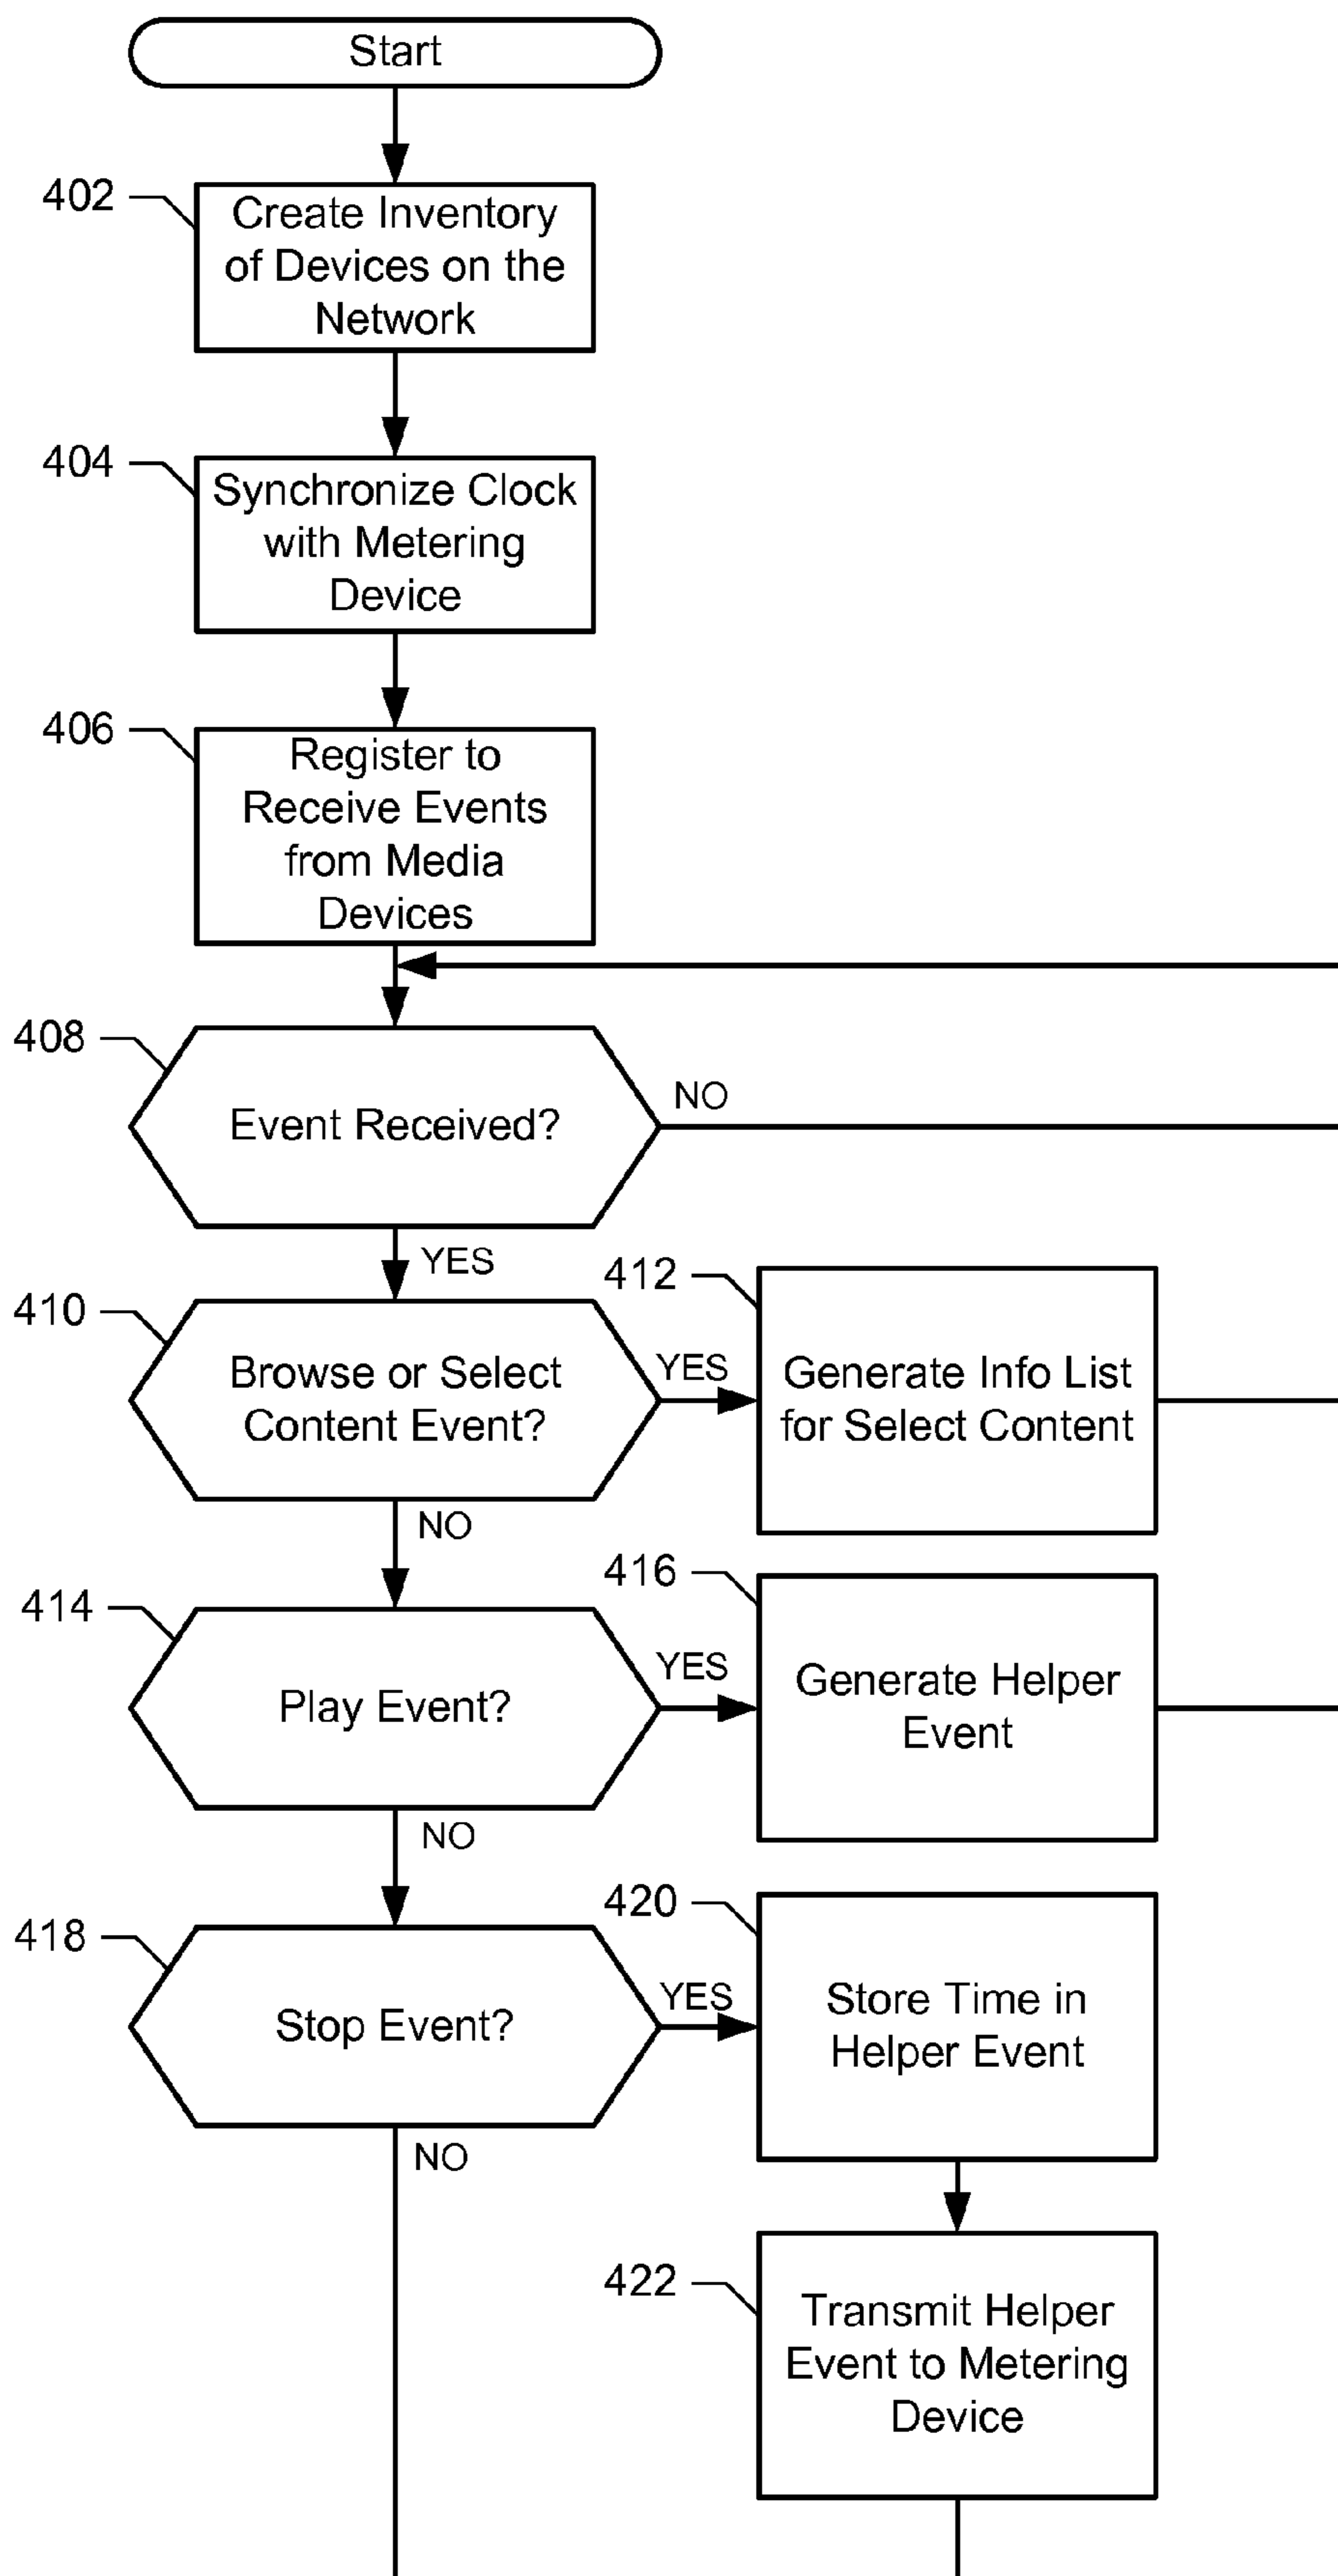 Start
402
Create Inventory
of Devices on the
Network
404
Synchronize Clock
with Metering
Device
406
Register to
Receive Events
from Media
Devices
408
Event Received?
NO
YES
410
Browse or Select
Content Event?
YES
412
Generate Info List
for Select Content
NO
414
Play Event?
YES
416
Generate Helper
Event
NO
418
Stop Event?
YES
420
Store Time in
Helper Event
NO
422
Transmit Helper
Event to Metering
Device